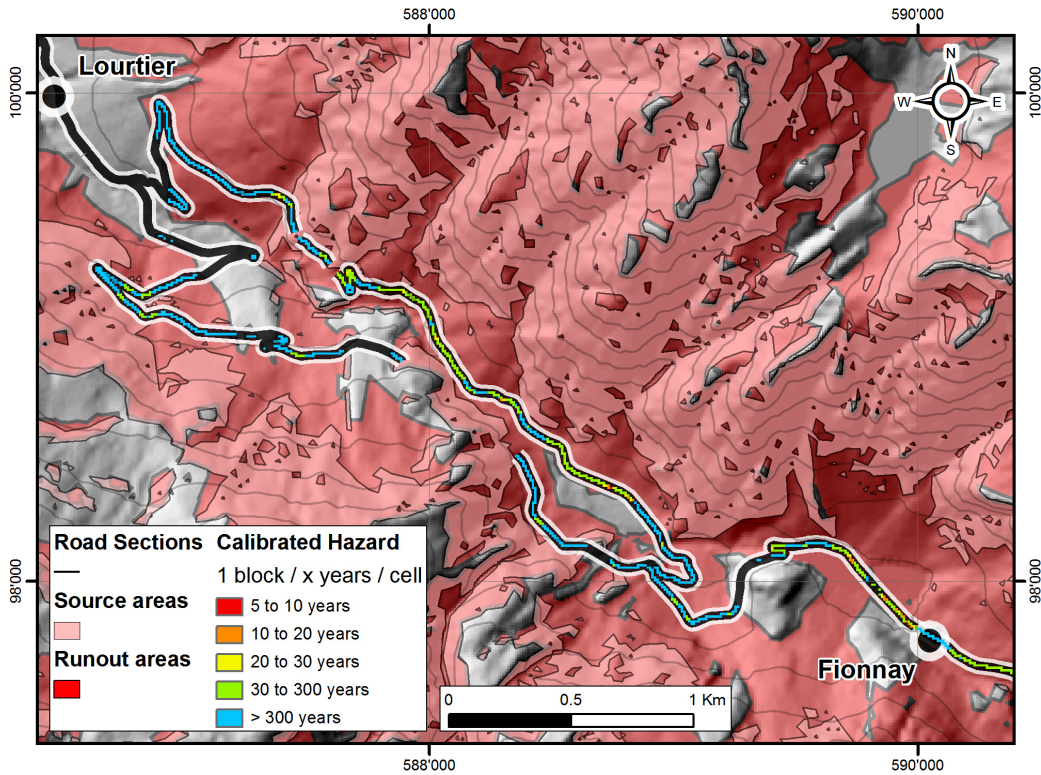 588'000
590'000
N
W
E
S
Lourtier
100'000
100'000
98'000
98'000
Road Sections
Source areas
Runout areas
Calibrated Hazard
1 block / x years / cell
5 to 10 years
10 to 20 years
20 to 30 years
30 to 300 years
> 300 years
0
0.5
1 Km
Fionnay
588'000
590'000